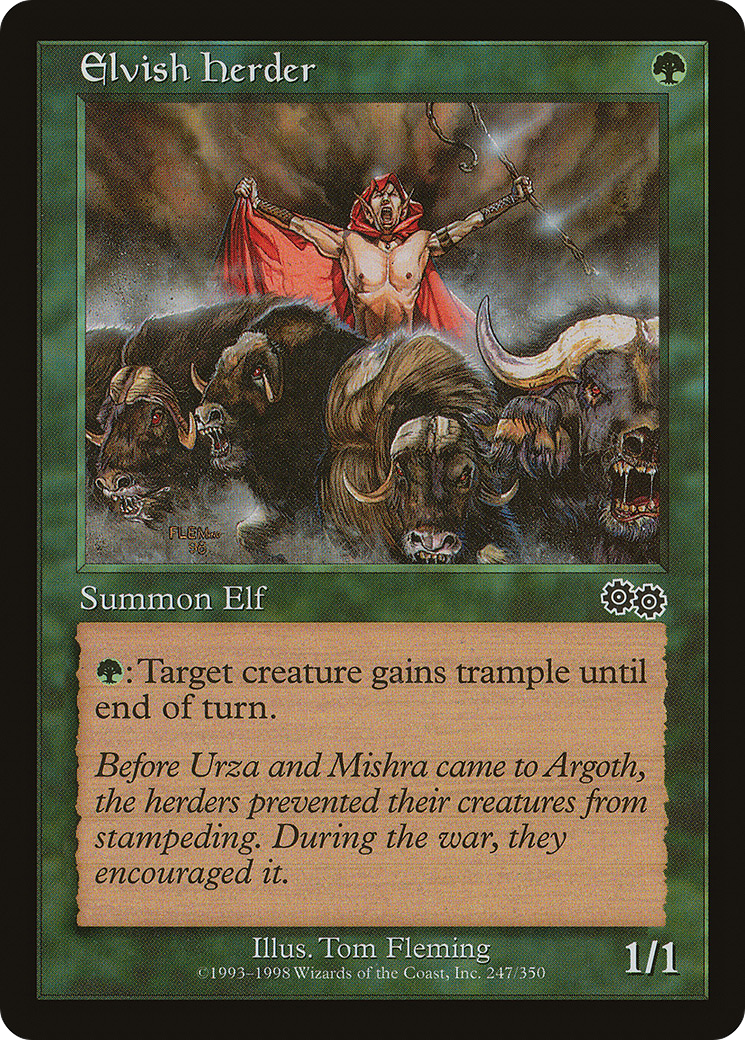 Elvish Herder
Summon Elf
: Target creature gains trample until
end of turn.
Before Urza and Mishra came to Argoth,
the herders prevented their creatures from
stampeding. During the war, they
encouraged it.
Illus. Tom Fleming
©1993–1998 Wizards of the Coast, Inc. 247/350
1/1